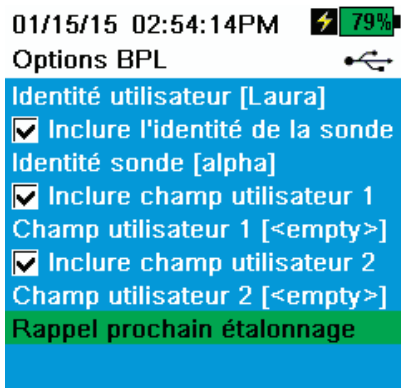 01/15/15 02:54:14PM 79%
Options BPL
Identité utilisateur [Laura]
Inclure l'identité de la sonde
Identité sonde [alpha]
Inclure champ utilisateur 1
Champ utilisateur 1 [<empty>]
Inclure champ utilisateur 2
Champ utilisateur 2 [<empty>]
Rappel prochain étalonnage